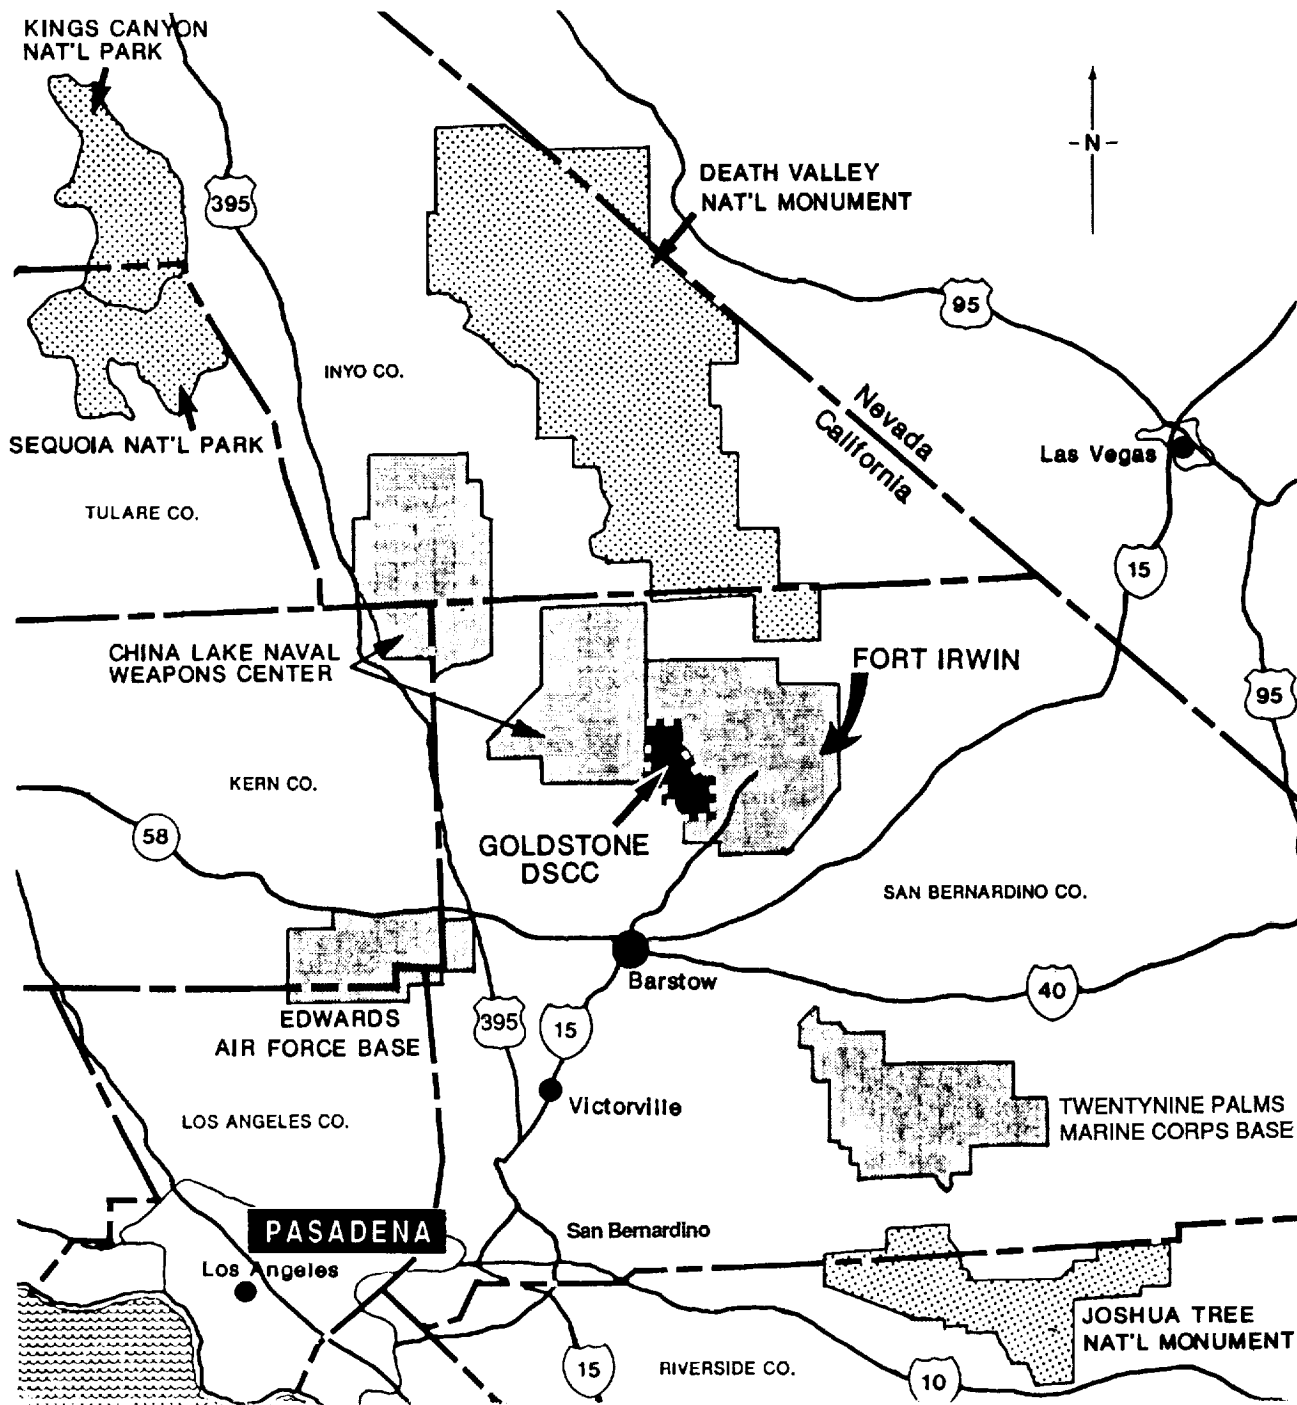 KINGS CANYON
NAT'L PARK
395
-N-
DEATH VALLEY
NAT'L MONUMENT
95
INYO CO.
Nevada
California
SEQUOIA NAT'L PARK
Las Vegas
TULARE CO.
15
CHINA LAKE NAVAL
WEAPONS CENTER
FORT IRWIN
95
KERN CO.
58
GOLDSTONE
DSCC
SAN BERNARDINO CO.
Barstow
40
EDWARDS
AIR FORCE BASE
395
15
Victorville
TWENTYNINE PALMS
MARINE CORPS BASE
LOS ANGELES CO.
PASADENA
San Bernardino
Los Angeles
JOSHUA TREE
NAT'L MONUMENT
15
RIVERSIDE CO.
10